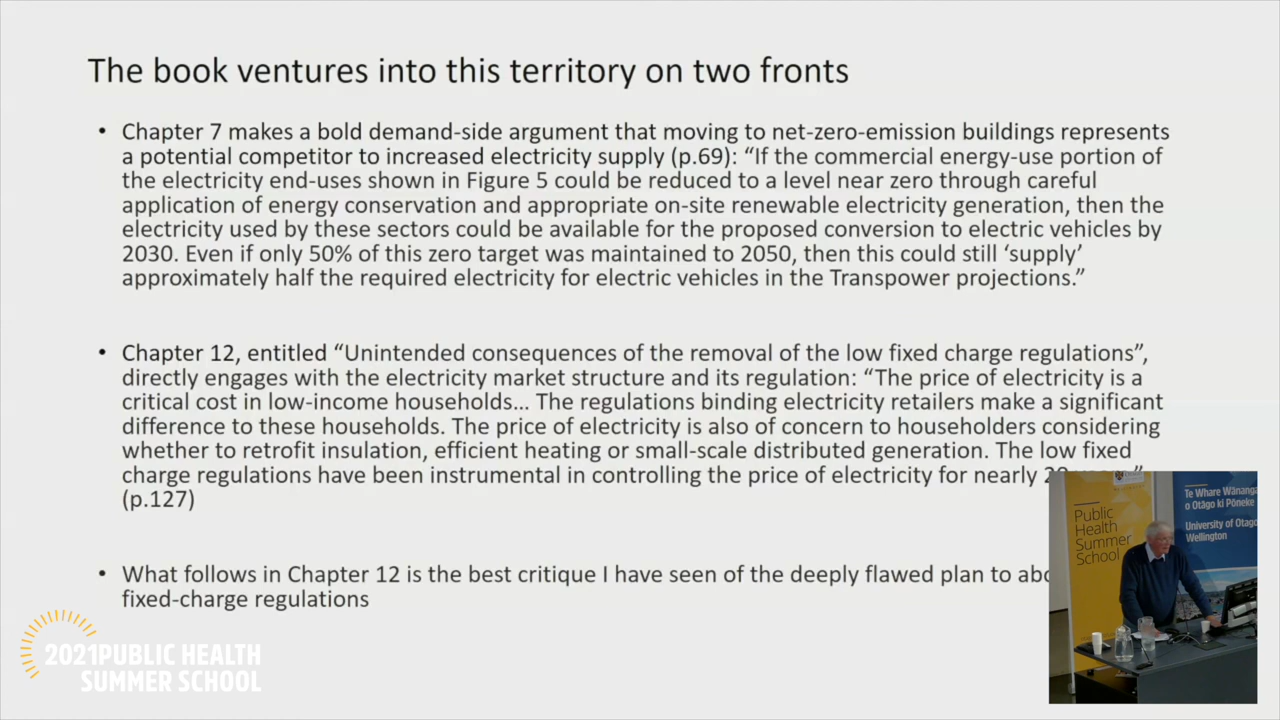 The book ventures into this territory on two fronts
• Chapter 7 makes a bold demand-side argument that moving to net-zero-emission buildings represents
a potential competitor to increased electricity supply (p.69): “If the commercial energy-use portion of
the electricity end-uses shown in Figure 5 could be reduced to a level near zero through careful
application of energy conservation and appropriate on-site renewable electricity generation, then the
electricity used by these sectors could be available for the proposed conversion to electric vehicles by
2030. Even if only 50% of this zero target was maintained to 2050, then this could still ‘supply’
approximately half the required electricity for electric vehicles in the Transpower projections.”
• Chapter 12, entitled “Unintended consequences of the removal of the low fixed charge regulations”,
directly engages with the electricity market structure and its regulation: “The price of electricity is a
critical cost in low-income households… The regulations binding electricity retailers make a significant
difference to these households. The price of electricity is also of concern to householders considering
whether to retrofit insulation, efficient heating or small-scale distributed generation. The low fixed
charge regulations have been instrumental in controlling the price of electricity for nearly
(p.127)
• What follows in Chapter 12 is the best critique I have seen of the deeply flawed plan to
fixed-charge regulations
2021PUBLIC HEALTH
SUMMER SCHOOL
Public
Health
Summer
School
Te Whare Wānanga
o Otāgo ki Pōneke
University of Otago
Wellington